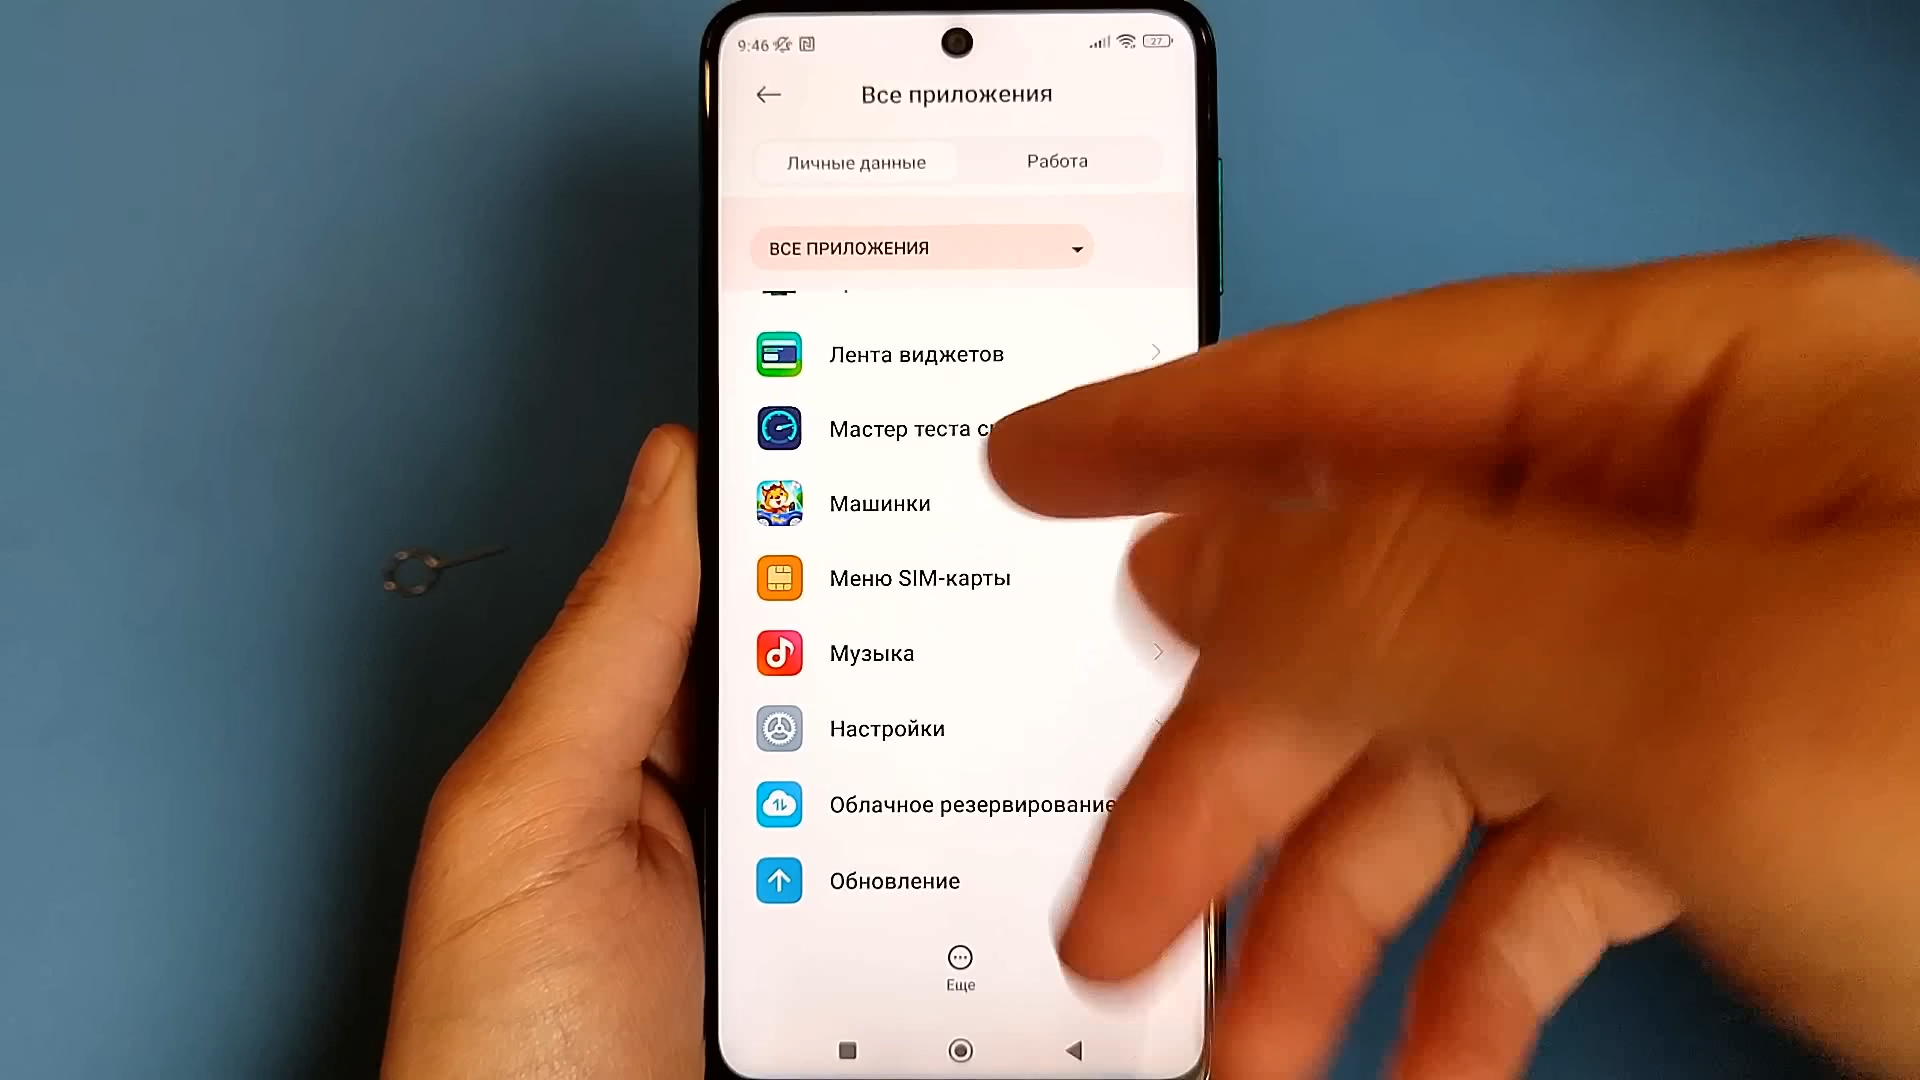 9:46
27
Все приложения
Личные данные
Работа
ВСЕ ПРИЛОЖЕНИЯ
Лента виджетов
Мастер теста
Машинки
Меню SIM-карты
Музыка
Настройки
Облачное резервирование
Обновление
Еще